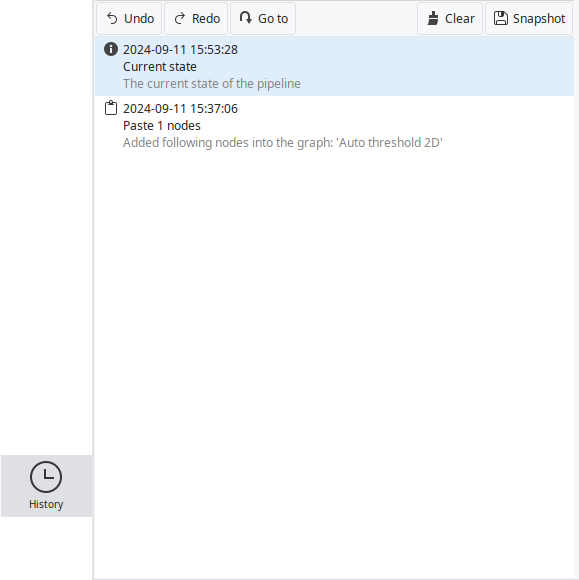 Undo Redo Go to Clear Snapshot
2024-09-11 15:53:28
Current state
The current state of the pipeline
2024-09-11 15:37:06
Paste 1 nodes
Added following nodes into the graph: 'Auto threshold 2D'
History